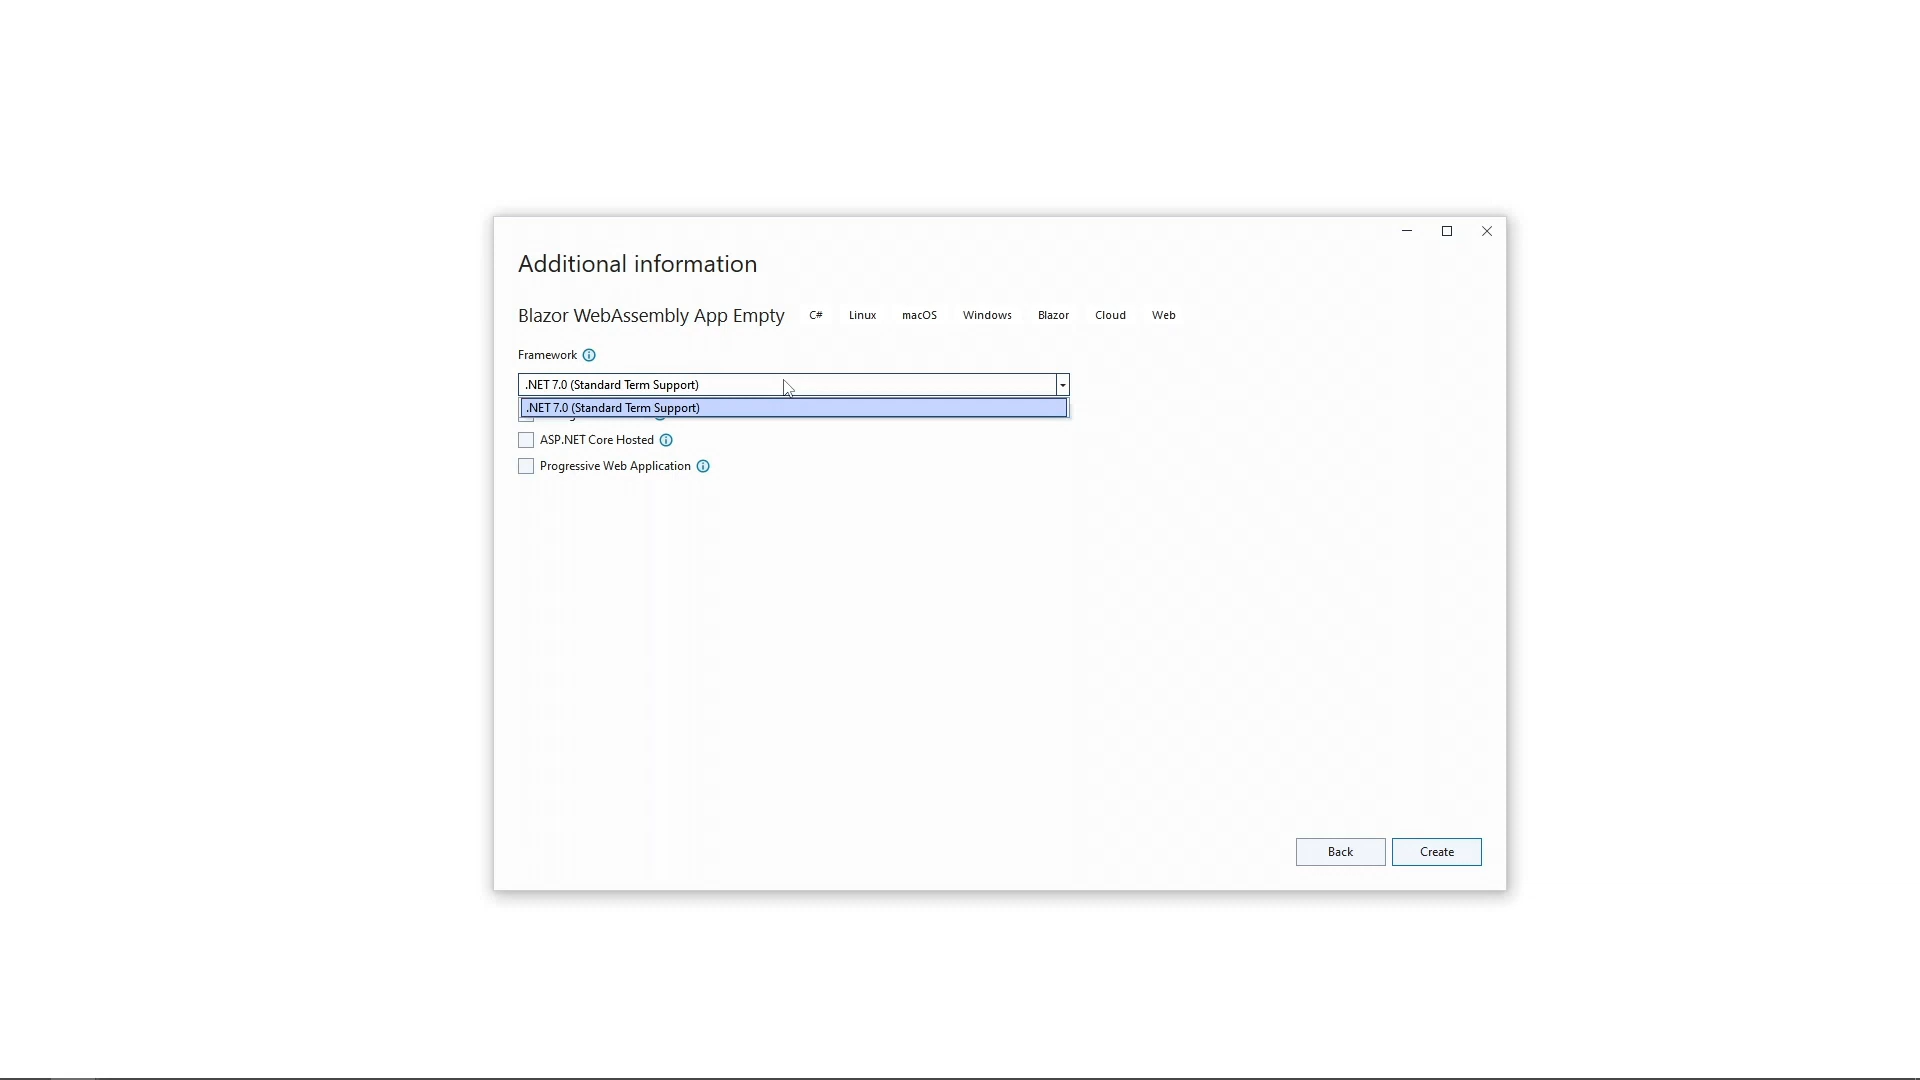 Additional information
Blazor WebAssembly App Empty C# Linux macOS Windows Blazor Cloud Web
Framework
.NET 7.0 (Standard Term Support)
.NET 7.0 (Standard Term Support)
ASP.NET Core Hosted
Progressive Web Application
Back Create